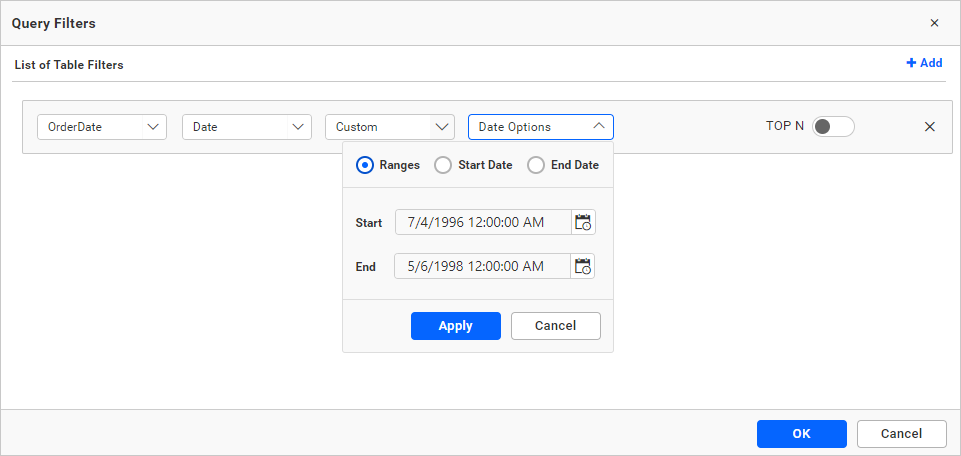 Query Filters
List of Table Filters
Add
OrderDate Date Custom Date Options TOP N
Ranges Start Date End Date
Start 7/4/1996 12:00:00 AM
End 5/6/1998 12:00:00 AM
Apply Cancel
OK Cancel